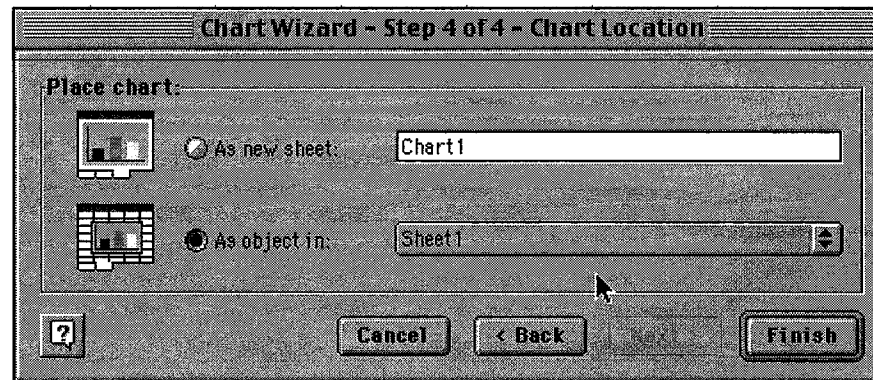 Chart Wizard - Step 4 of 4 - Chart Location
Place chart:
As new sheet: Chart1
As object in: Sheet1
? Cancel < Back Finish